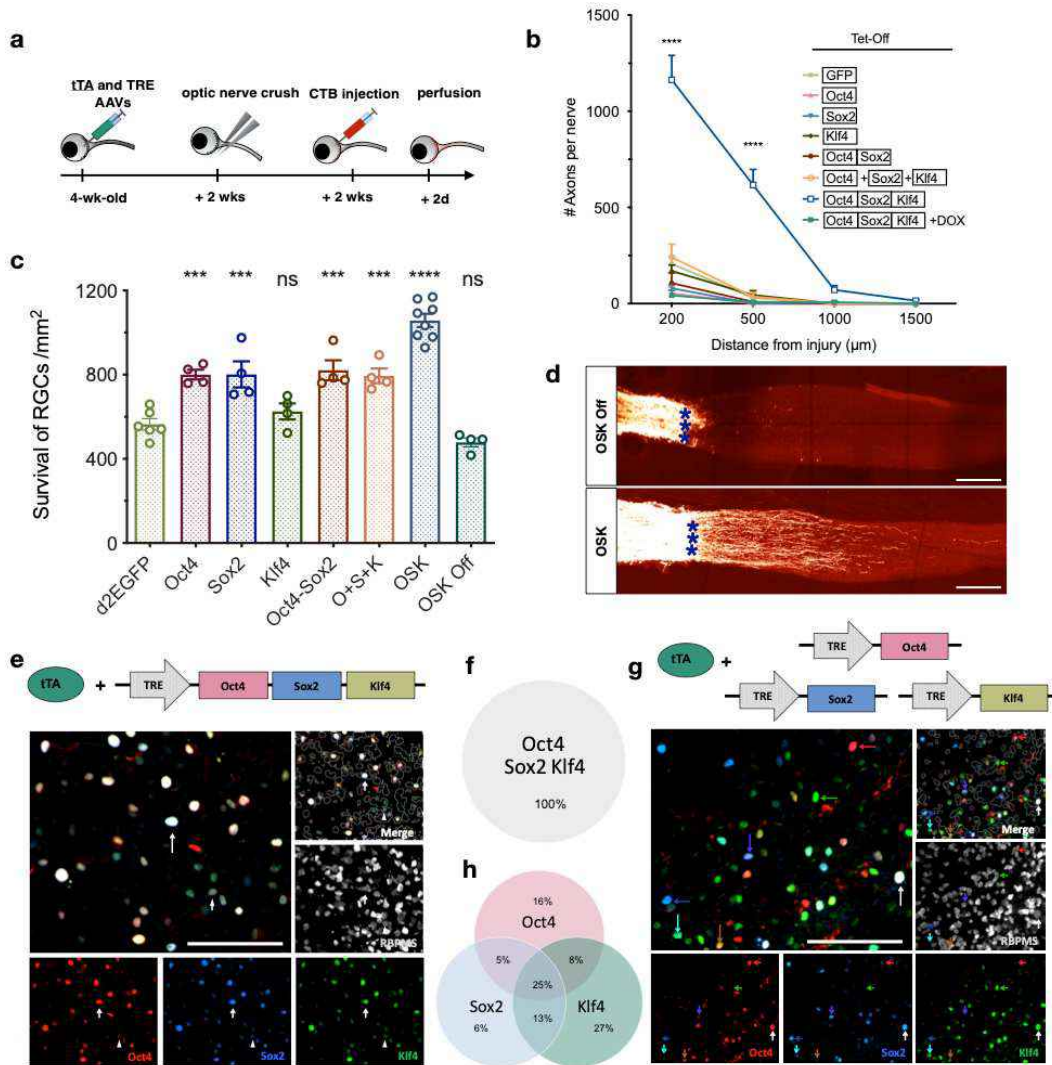 a
tTA and TRE
AAVs
optic nerve crush
CTB injection
perfusion
4-wk-old
+ 2 wks
+ 2 wks
+ 2d
b
1500
1000
500
0
# Axons per nerve
****
****
200
500
1000
1500
Distance from injury (µm)
Tet-Off
GFP
Oct4
Sox2
Klf4
Oct4 Sox2
Oct4 + Sox2 + Klf4
Oct4 Sox2 Klf4
Oct4 Sox2 Klf4 +DOX
c
Survival of RGCs /mm²
1200
800
400
0
***
***
ns
***
***
****
ns
d2EGFP
Oct4
Sox2
Klf4
Oct4-Sox2
O+S+K
OSK
OSK Off
d
OSK Off
***
OSK
***
e
tTA
+
TRE
Oct4
Sox2
Klf4
Merge
RBPMS
Oct4
Sox2
Klf4
f
Oct4
Sox2 Klf4
100%
h
16%
Oct4
5%
8%
25%
Sox2
Klf4
13%
6%
27%
g
tTA
+
TRE
Oct4
TRE
Sox2
TRE
Klf4
Merge
RBPMS
Oct4
Sox2
Klf4